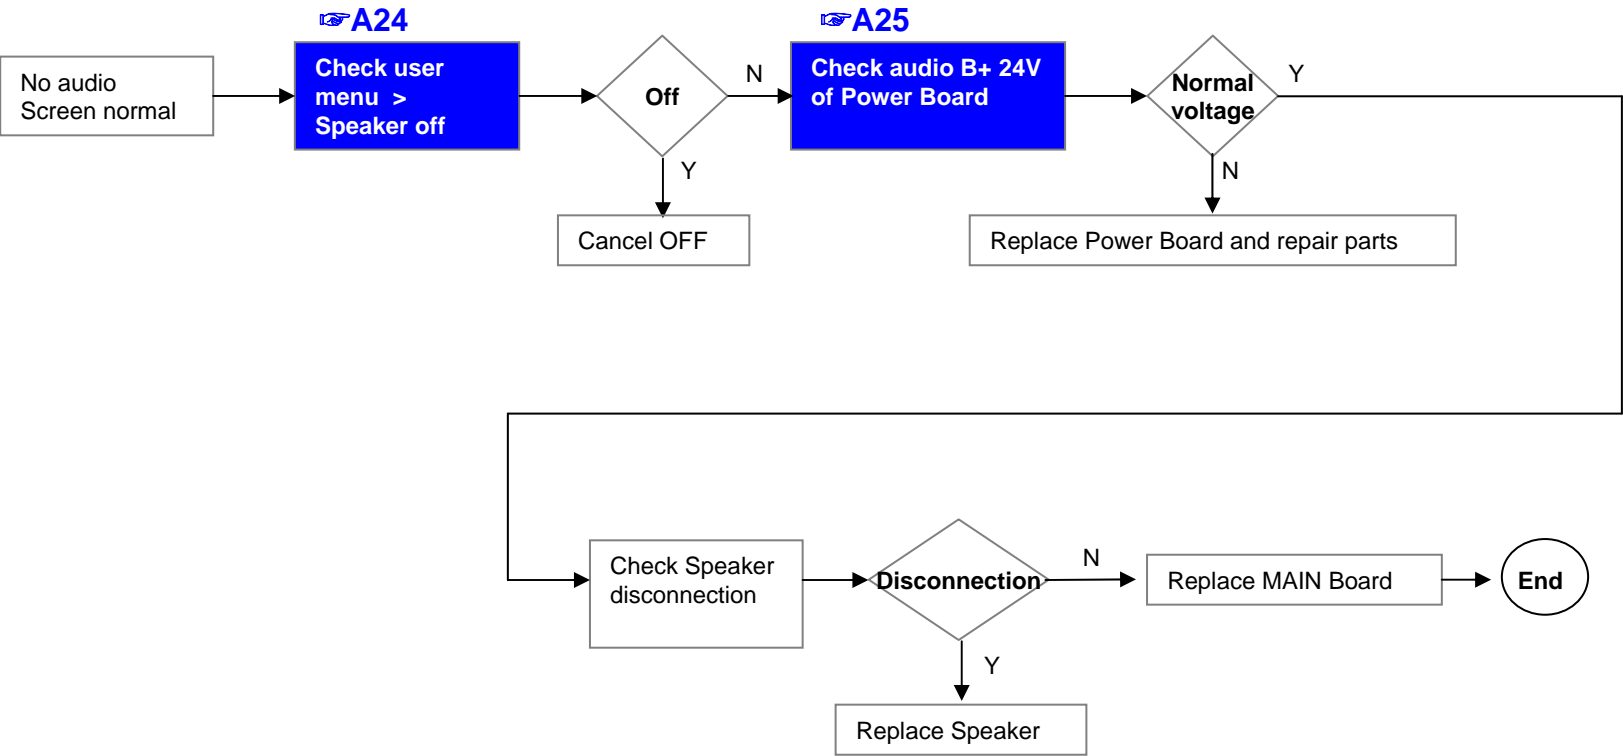 ☞A24
☞A25
No audio
Screen normal
Check user
menu >
Speaker off
Off
N
Check audio B+ 24V
of Power Board
Normal
voltage
Y
Y
N
Cancel OFF
Replace Power Board and repair parts
Check Speaker
disconnection
Disconnection
N
Replace MAIN Board
End
Y
Replace Speaker